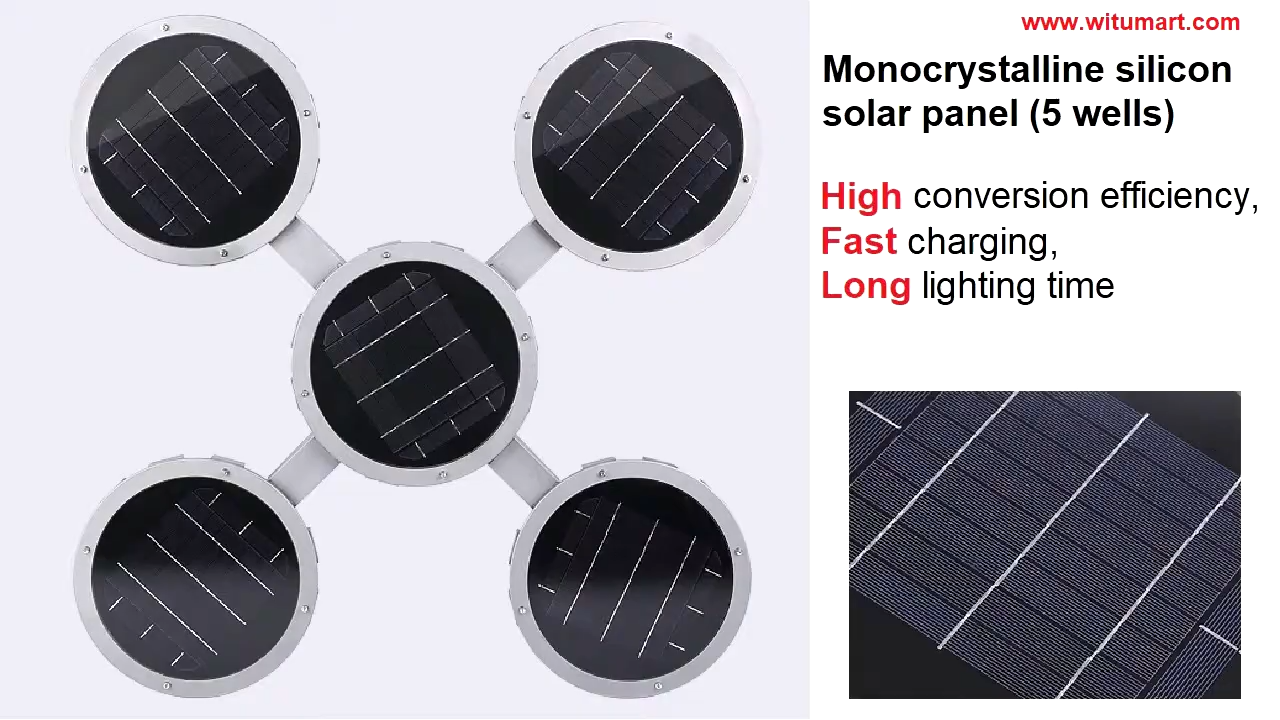 www.witumart.com
Monocrystalline silicon
solar panel (5 wells)
High conversion efficiency,
Fast charging,
Long lighting time